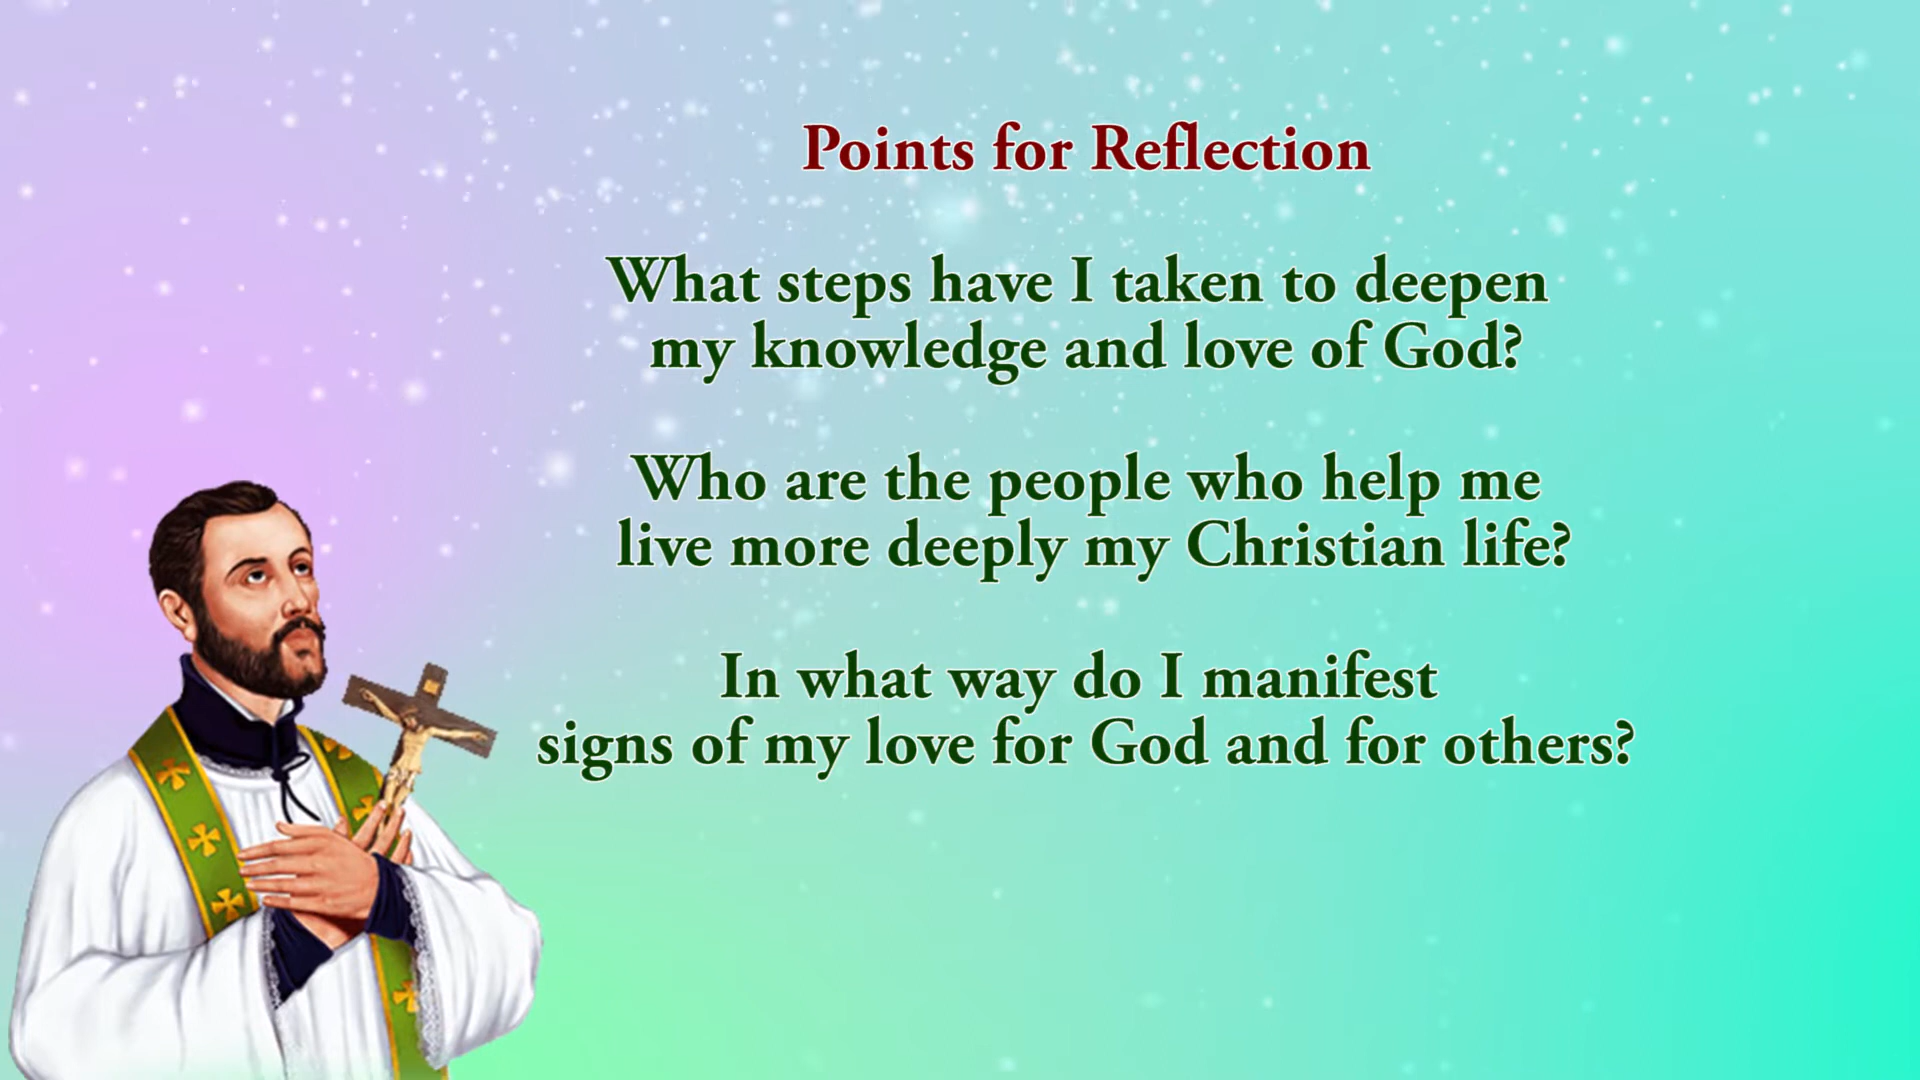 Points for Reflection
What steps have I taken to deepen
my knowledge and love of God?
Who are the people who help me
live more deeply my Christian life?
In what way do I manifest
signs of my love for God and for others?